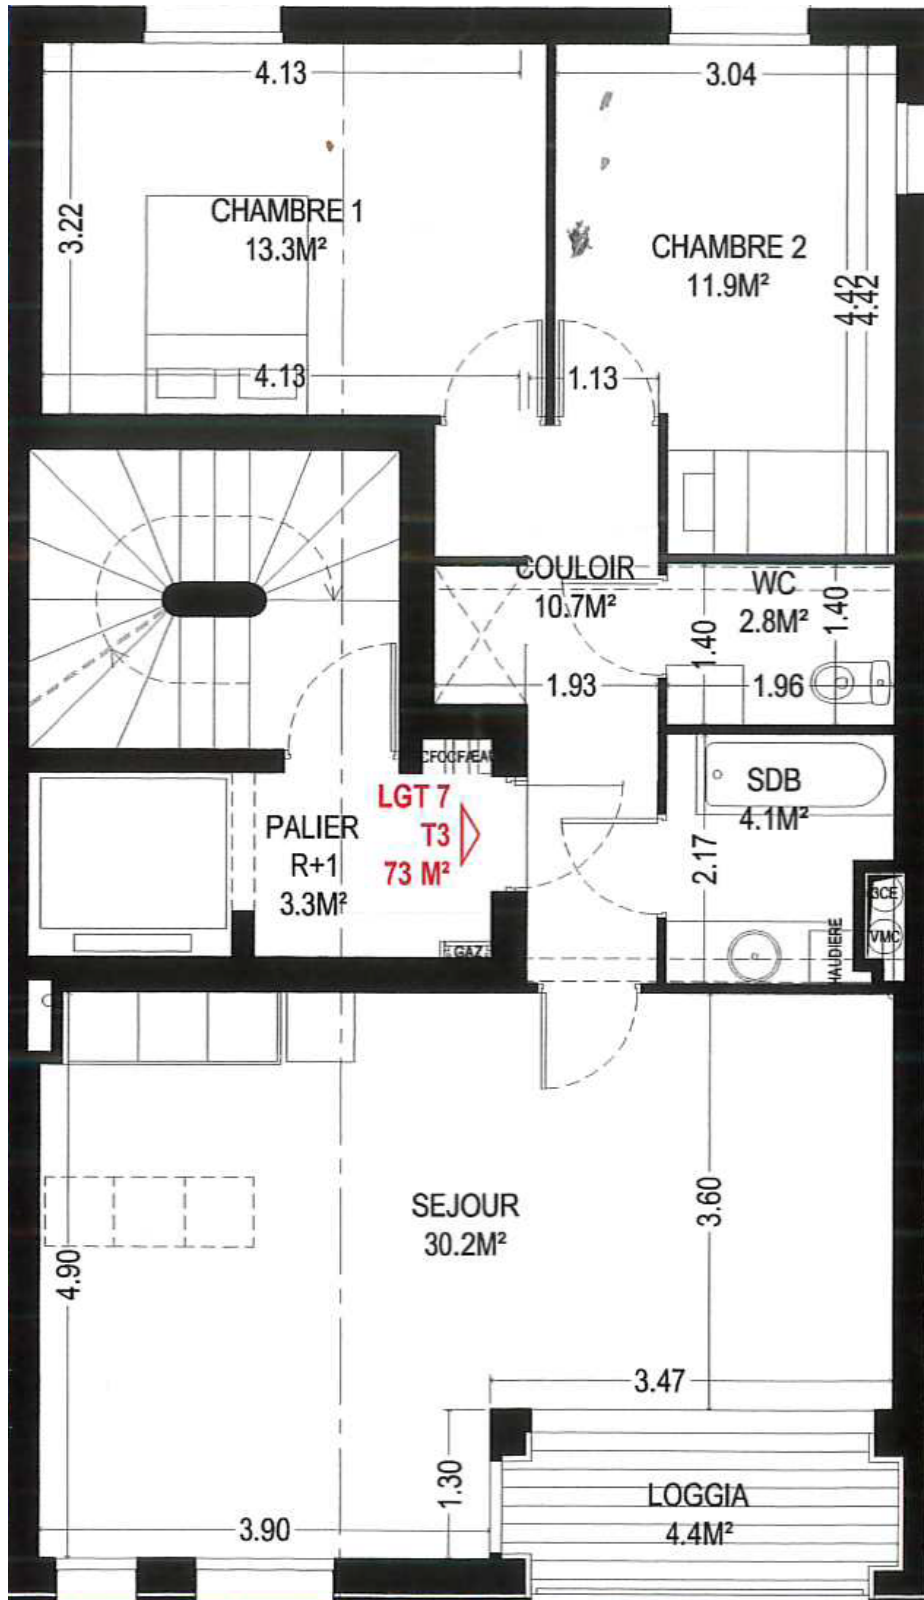 4.13
3.04
3.22
CHAMBRE 1
13.3M²
CHAMBRE 2
11.9M²
4.42
4.42
4.13
1.13
COULOIR
10.7M²
WC
2.8M²
1.40
1.40
1.93
1.96
LGT 7
T3
73 M²
PALIER
R+1
3.3M²
GAZ
SDB
4.1M²
2.17
VMC
SEJOUR
30.2M²
4.90
3.60
3.47
1.30
3.90
LOGGIA
4.4M²